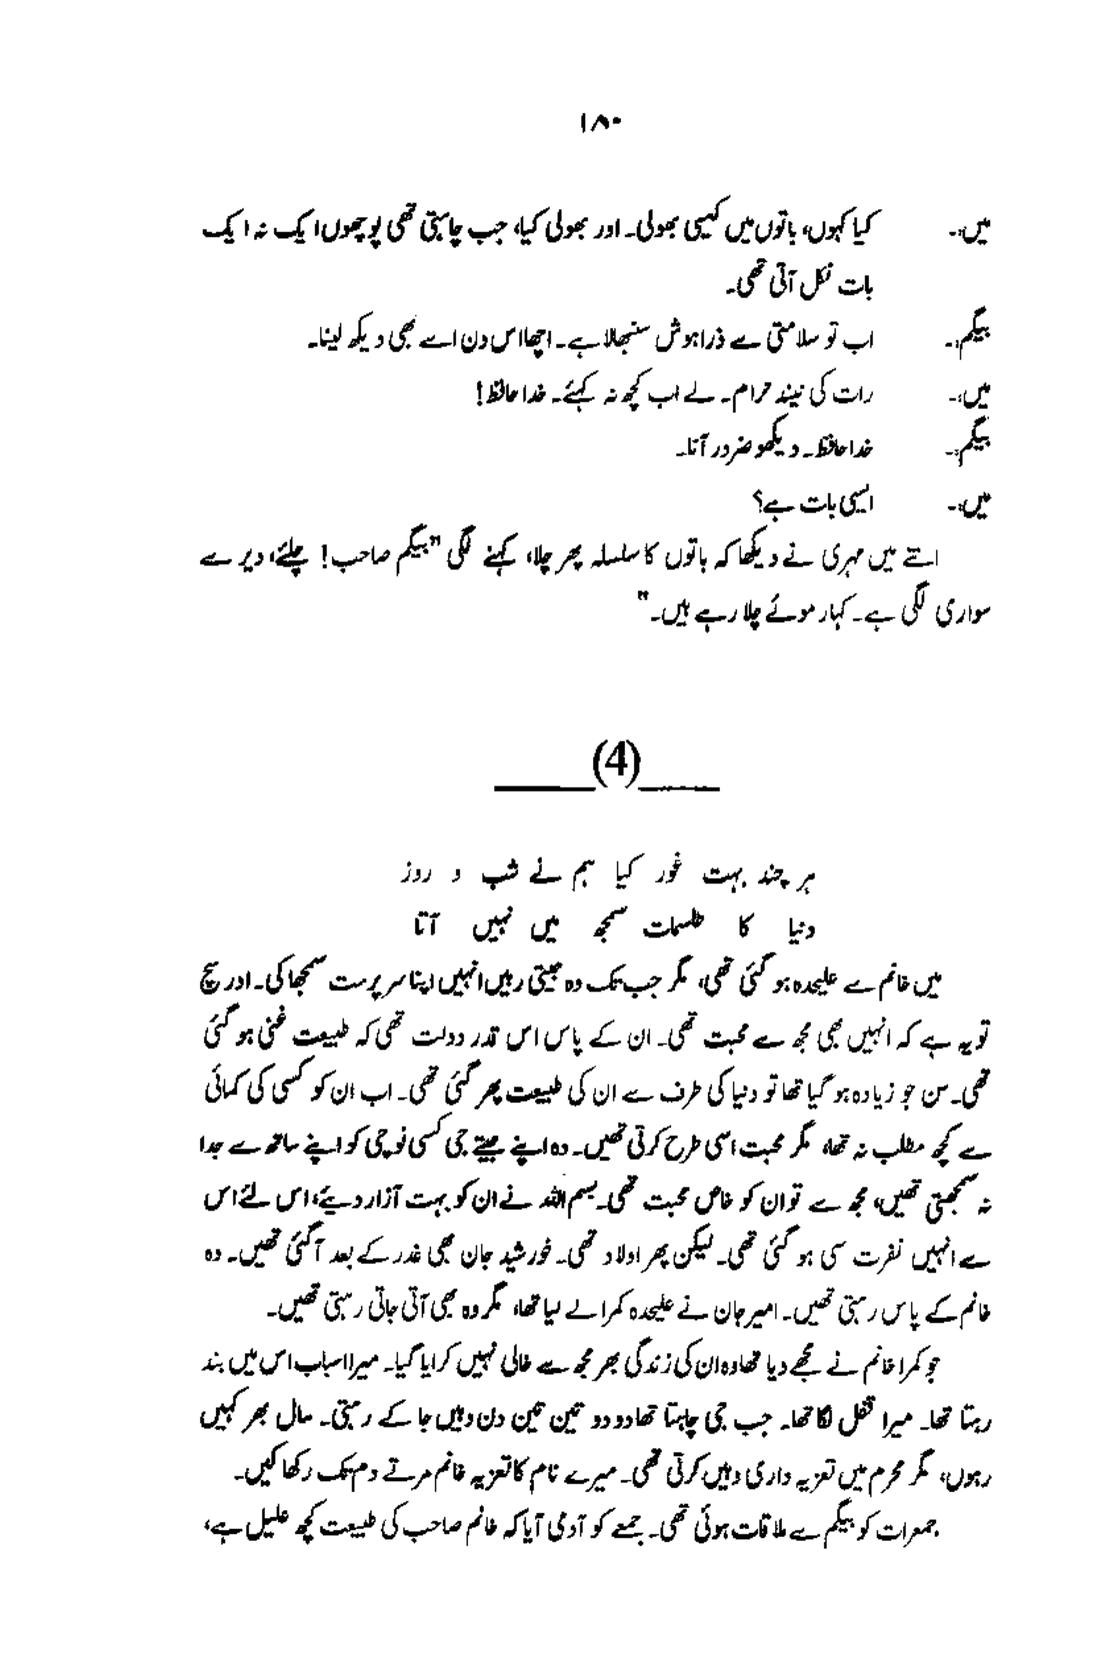 ۱۸۰
میں:۔ کیا کہوں، باتوں میں کیسی بھولی۔ اور بھولی کیا، جب چاہتی تھی پوچھوں ایک نہ ایک
بات نکل آتی تھی۔
بیگم:۔ اب تو سلامتی سے ذرا ہوش سنبھالا ہے۔ اچھا اس دن اسے بھی دیکھ لینا۔
میں:۔ رات کی نیند حرام۔ لے اب کچھ نہ کہئے۔ خدا حافظ!
بیگم:۔ خدا حافظ۔ دیکھو ضرور آنا۔
میں:۔ ایسی بات ہے؟
اتنے میں مہری نے دیکھا کہ باتوں کا سلسلہ پھر چلا، کہنے لگی "بیگم صاحب! چلئے، دیر سے
سواری لگی ہے۔ کہار موئے چلا رہے ہیں۔"
(4)
ہر چند بہت غور کیا ہم نے شب و روز
دنیا کا طلسمات سمجھ میں نہیں آتا
میں خانم سے علیحدہ ہو گئی تھی، مگر جب تک وہ جیتی رہیں انہیں اپنا سرپرست سمجھا کی۔ اور سچ
تو یہ ہے کہ انہیں بھی مجھ سے محبت تھی۔ ان کے پاس اس قدر دولت تھی کہ طبیعت غنی ہو گئی
تھی۔ سن جو زیادہ ہو گیا تھا تو دنیا کی طرف سے ان کی طبیعت پھر گئی تھی۔ اب ان کو کسی کی کمائی
سے کچھ مطلب نہ تھا، مگر محبت اسی طرح کرتی تھیں۔ وہ اپنے جیتے جی کسی نوچی کو اپنے ساتھ سے جدا
نہ سمجھتی تھیں، مجھ سے تو ان کو خاص محبت تھی۔ بسم اللہ نے ان کو بہت آزار دیئے، اس لئے اس
سے انہیں نفرت سی ہو گئی تھی۔ لیکن پھر اولاد تھی۔ خورشید جان بھی غدر کے بعد آ گئی تھیں۔ وہ
خانم کے پاس رہتی تھیں۔ امیر جان نے علیحدہ کمرا لے لیا تھا، مگر وہ بھی آتی جاتی رہتی تھیں۔
جو کمرا خانم نے مجھے دیا تھا وہ ان کی زندگی بھر مجھ سے خالی نہیں کرایا گیا۔ میرا اسباب اس میں بند
رہتا تھا۔ میرا قفل لگا تھا۔ جب جی چاہتا تھا دو دو تین تین دن وہیں جا کے رہتی۔ سال بھر کہیں
رہوں، مگر محرم میں تعزیہ داری وہیں کرتی تھی۔ میرے نام کا تعزیہ خانم مرتے دم تک رکھا کیں۔
جمعرات کو بیگم سے ملاقات ہوئی تھی۔ جمعے کو آدمی آیا کہ خانم صاحب کی طبیعت کچھ علیل ہے،